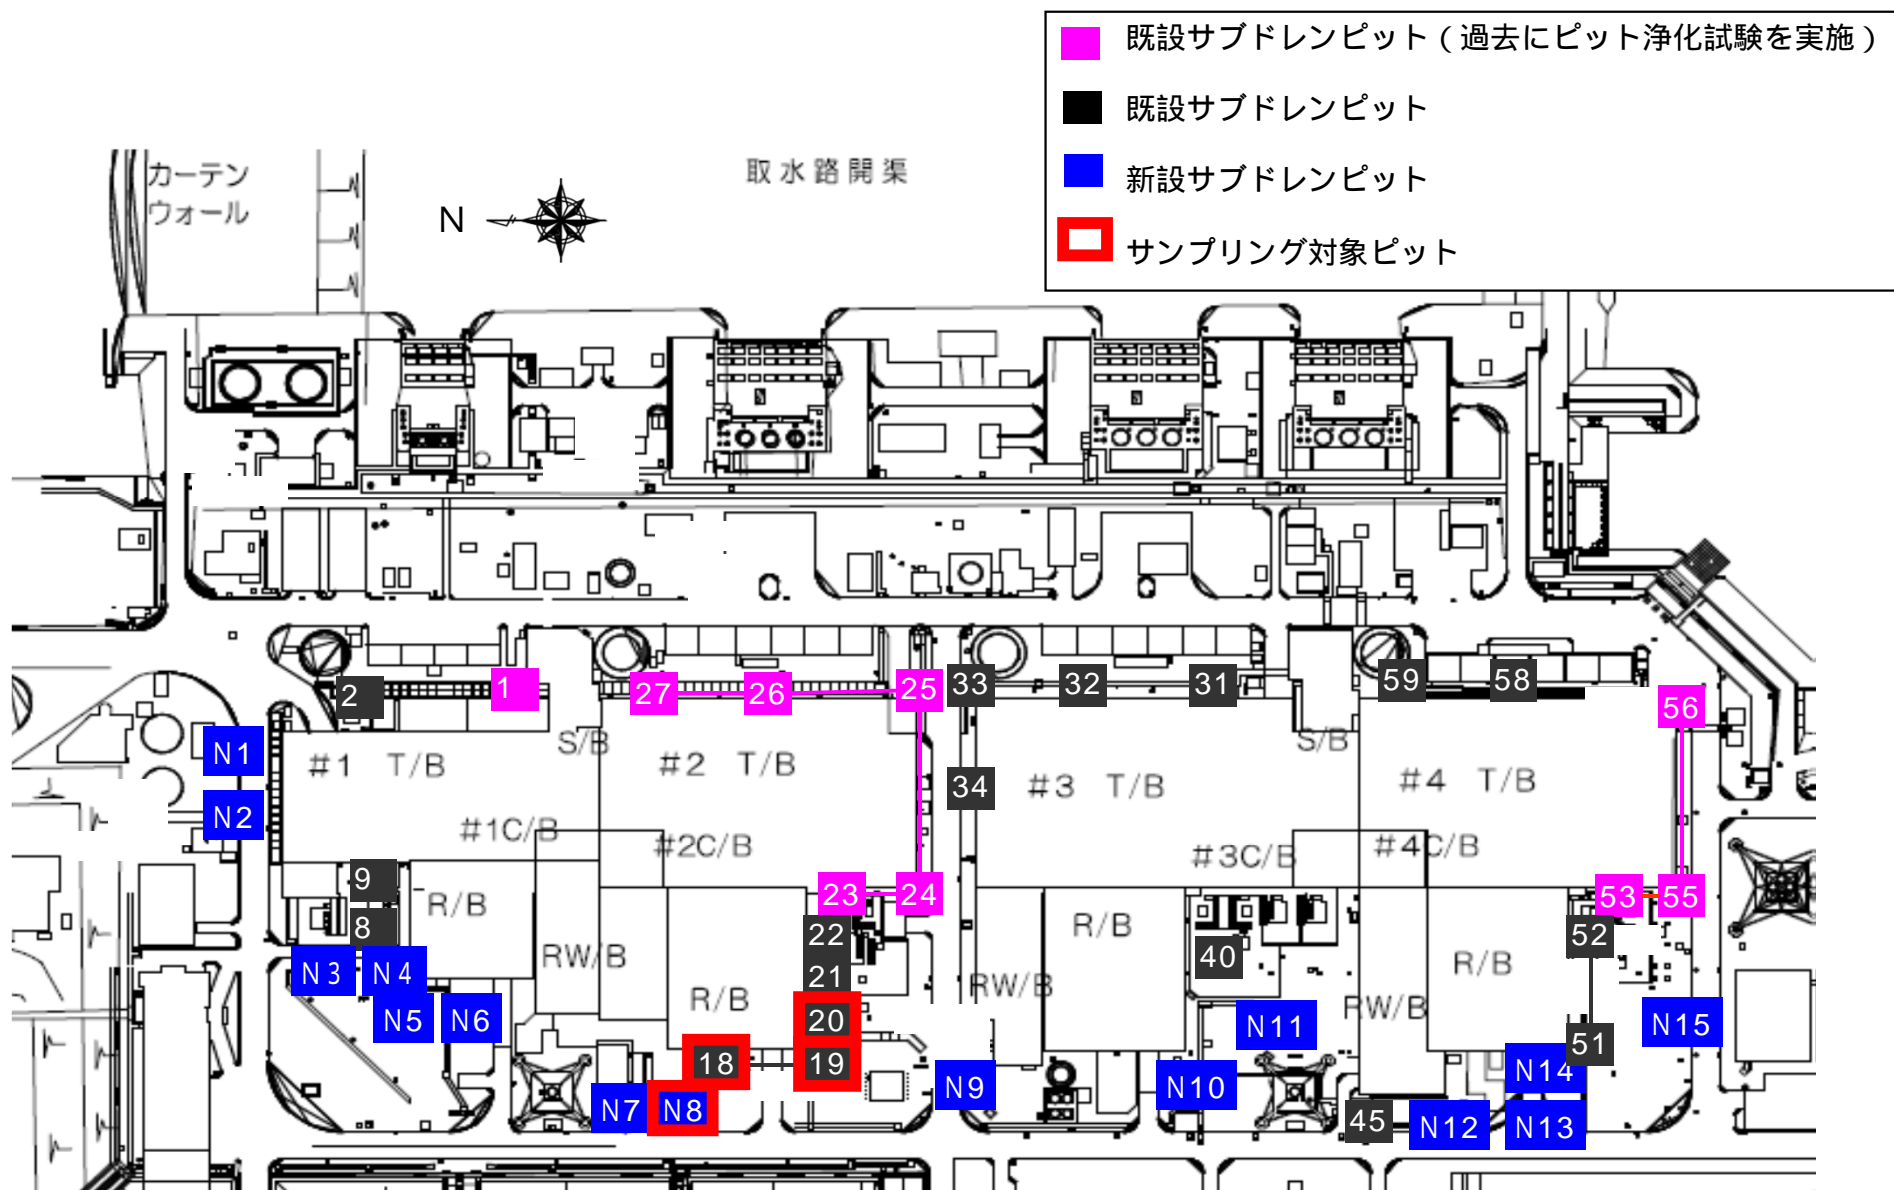 既設サブドレンピット（過去にピット浄化試験を実施）
既設サブドレンピット
新設サブドレンピット
サンプリング対象ピット
カーテン
ウォール
取水路開渠
N
2
1
27
26
25
33
32
31
59
58
56
N1
N2
#1 T/B
S/B
#2 T/B
34
#3 T/B
S/B
#4 T/B
#1C/B
#2C/B
#3C/B
#4C/B
9
8
R/B
23
24
22
21
20
19
18
RW/B
R/B
R/B
RW/B
40
RW/B
R/B
53
55
52
51
N3
N4
N5
N6
N7
N8
N9
N10
N11
45
N12
N13
N14
N15